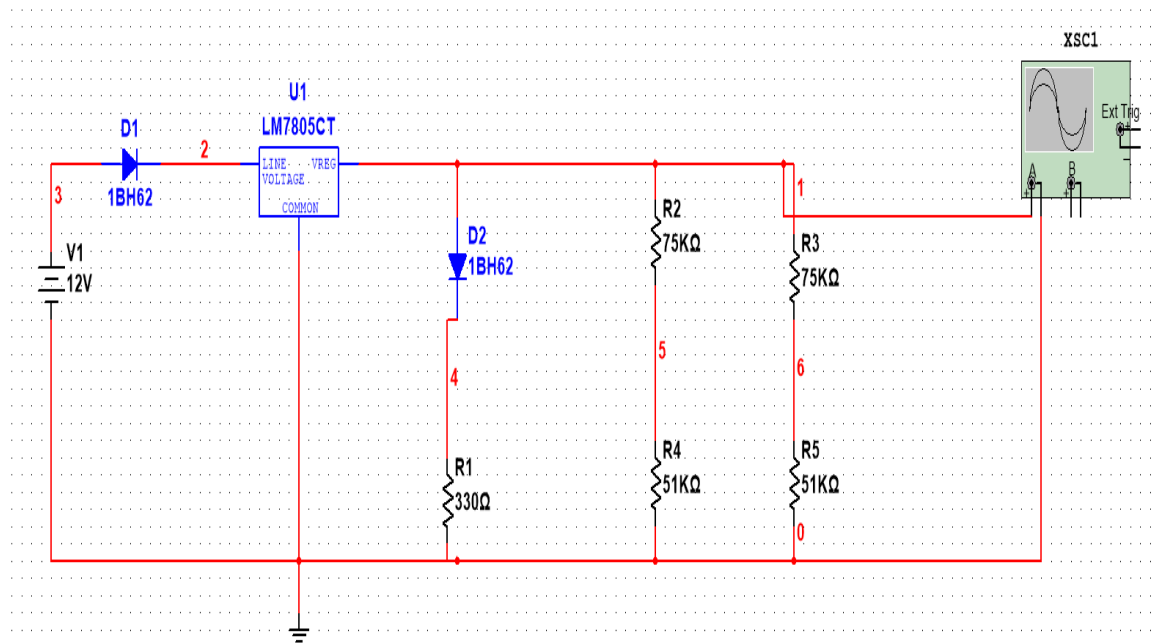 XSC1
Ext Trig
+
−
A
B
+
−
+
−
U1
LM7805CT
LINE VREG
VOLTAGE
COMMON
D1
1BH62
2
3
V1
12V
D2
1BH62
4
R1
330Ω
R2
75KΩ
5
R4
51KΩ
1
R3
75KΩ
6
R5
51KΩ
0